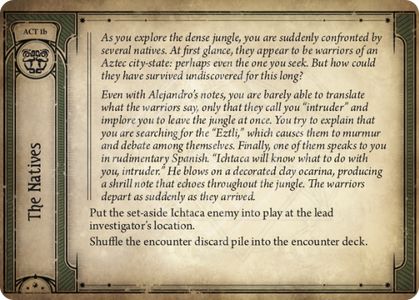 ACT 1b
The Natives
As you explore the dense jungle, you are suddenly confronted by
several natives. At first glance, they appear to be warriors of an
Aztec city-state: perhaps even the one you seek. But how could
they have survived undiscovered for this long?
Even with Alejandro's notes, you are barely able to translate
what the warriors say, only that they call you “intruder” and
implore you to leave the jungle at once. You try to explain that
you are searching for the “Eztli,” which causes them to murmur
and debate among themselves. Finally, one of them speaks to you
in rudimentary Spanish. “Ichtaca will know what to do with
you, intruder.” He blows on a decorated clay ocarina, producing
a shrill note that echoes throughout the jungle. The warriors
depart as suddenly as they arrived.
Put the set-aside Ichtaca enemy into play at the lead
investigator's location.
Shuffle the encounter discard pile into the encounter deck.